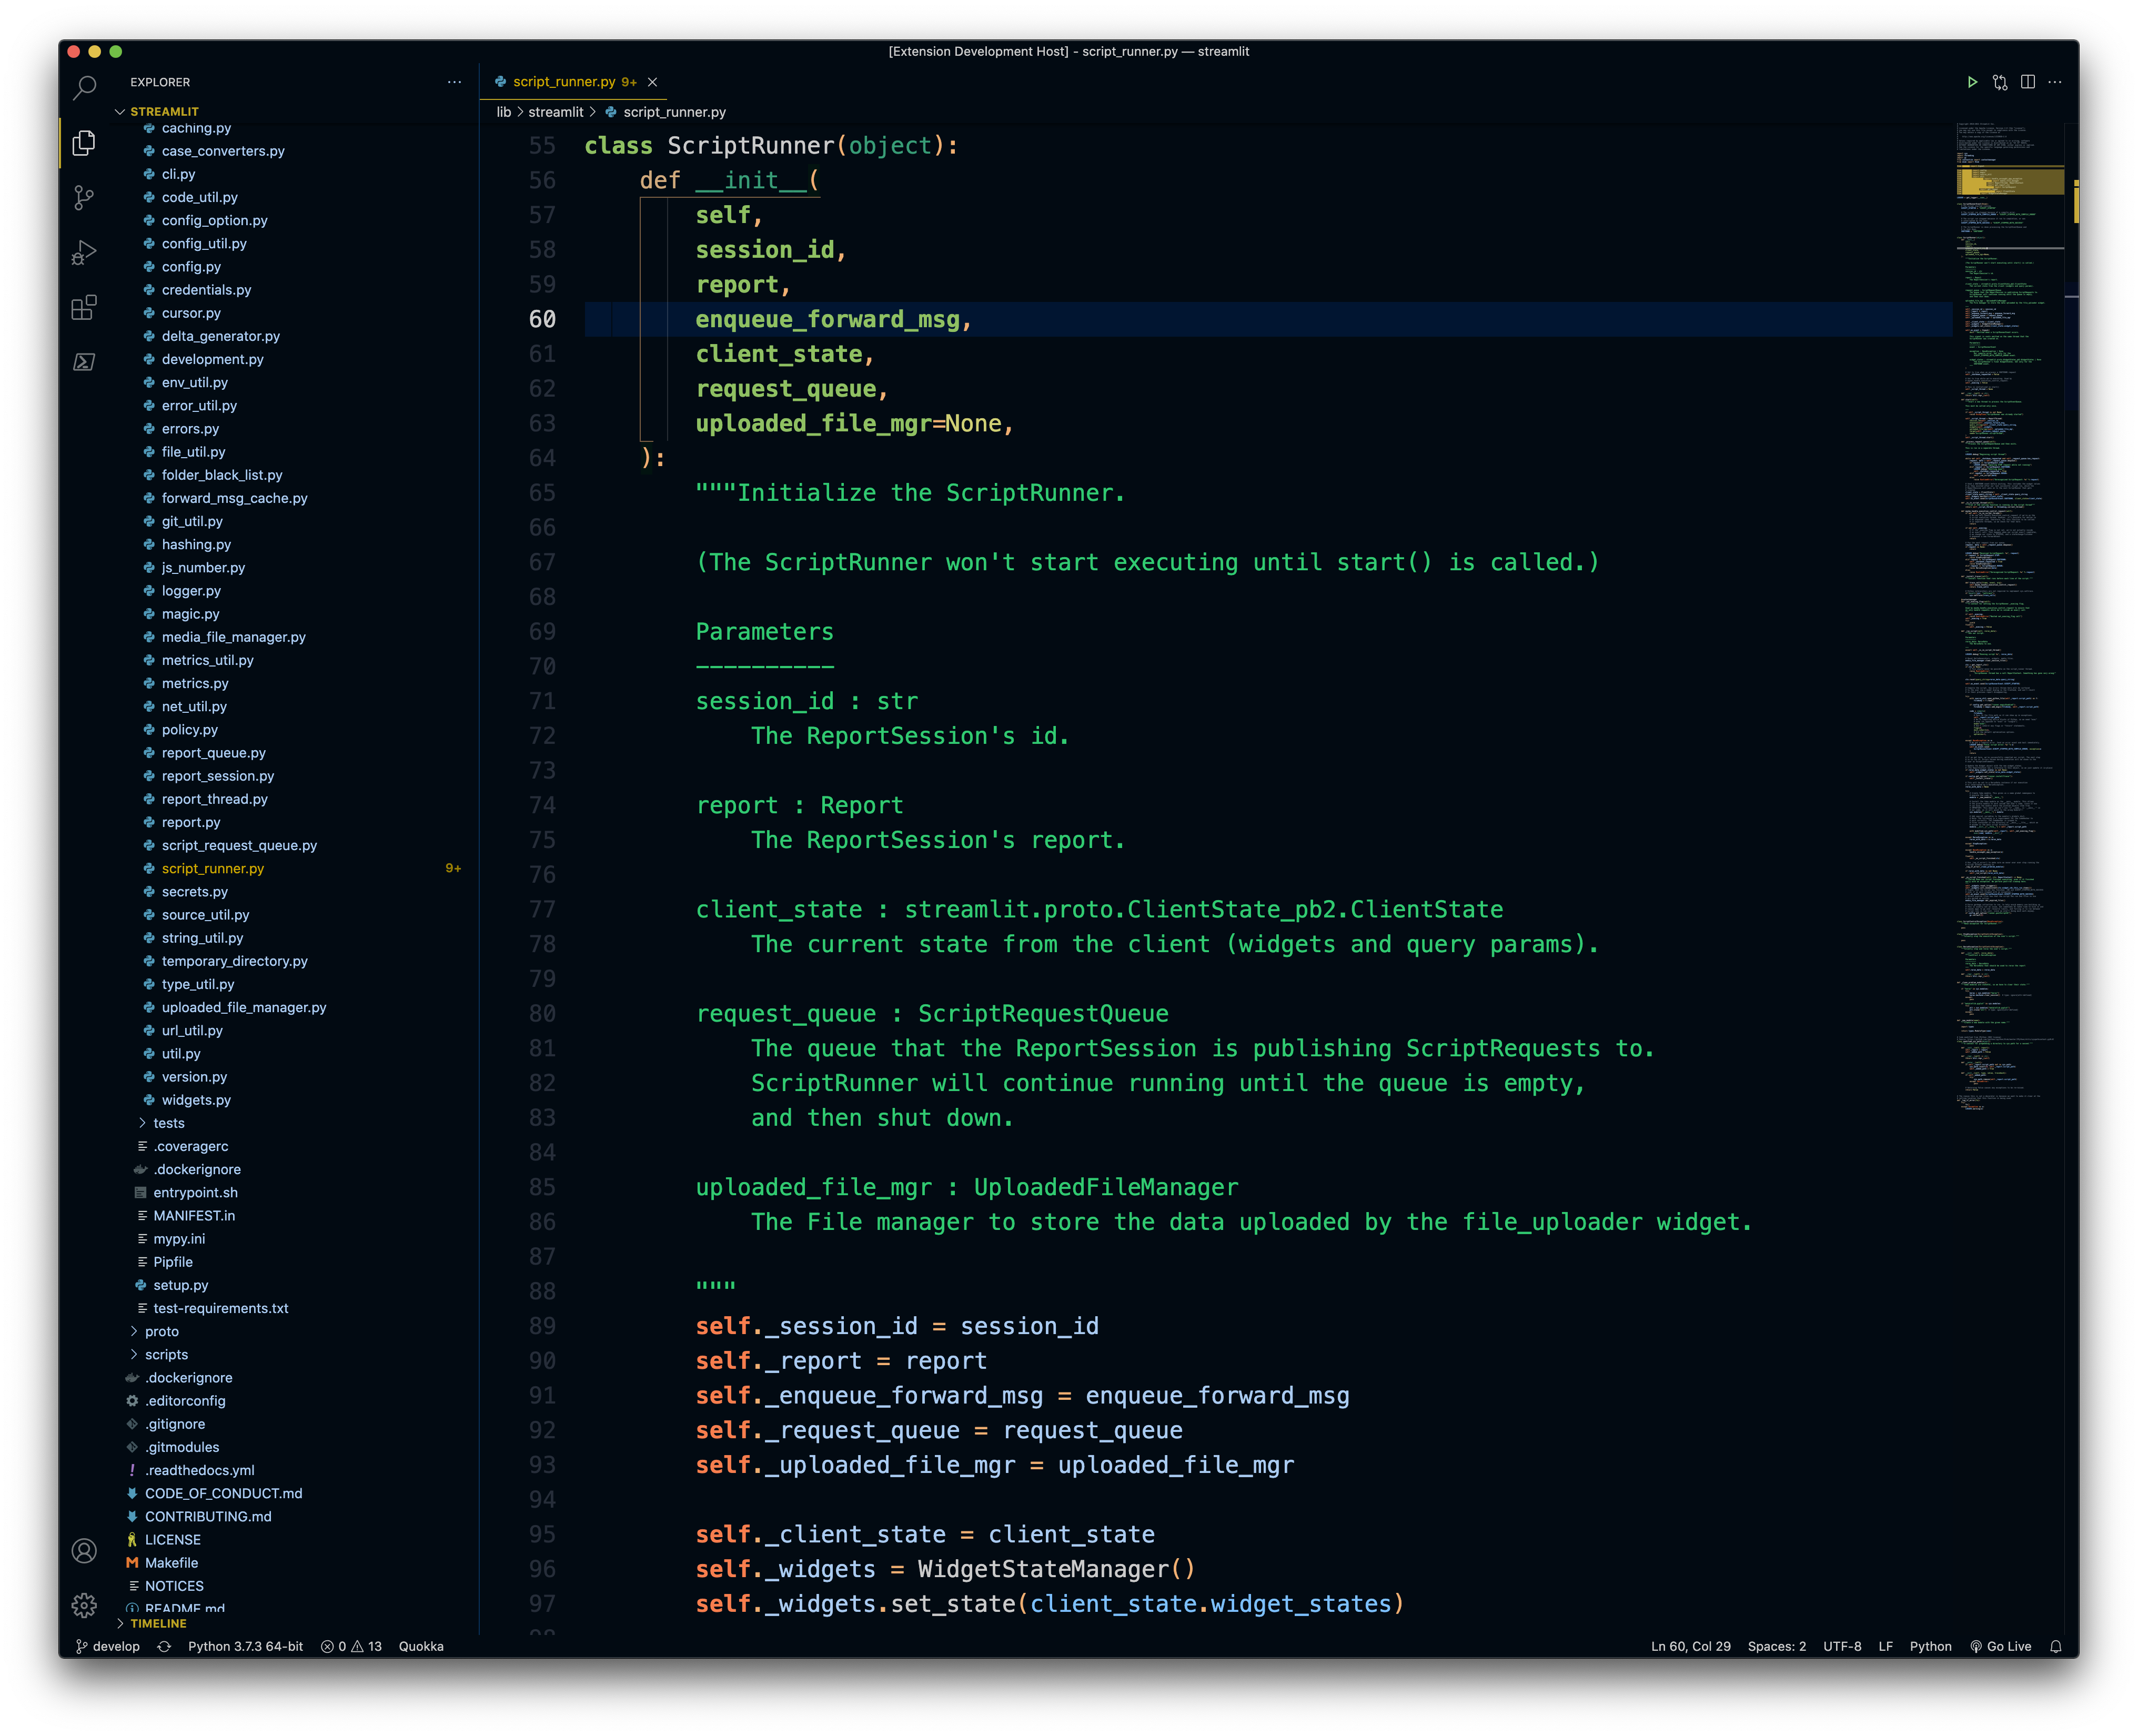 [Extension Development Host] - script_runner.py — streamlit
EXPLORER
STREAMLIT
caching.py
case_converters.py
cli.py
code_util.py
config_option.py
config_util.py
config.py
credentials.py
cursor.py
delta_generator.py
development.py
env_util.py
error_util.py
errors.py
file_util.py
folder_black_list.py
forward_msg_cache.py
git_util.py
hashing.py
js_number.py
logger.py
magic.py
media_file_manager.py
metrics_util.py
metrics.py
net_util.py
policy.py
report_queue.py
report_session.py
report_thread.py
report.py
script_request_queue.py
script_runner.py 9+
secrets.py
source_util.py
string_util.py
temporary_directory.py
type_util.py
uploaded_file_manager.py
url_util.py
util.py
version.py
widgets.py
tests
.coveragerc
.dockerignore
entrypoint.sh
MANIFEST.in
mypy.ini
Pipfile
setup.py
test-requirements.txt
proto
scripts
.dockerignore
.editorconfig
.gitignore
.gitmodules
.readthedocs.yml
CODE_OF_CONDUCT.md
CONTRIBUTING.md
LICENSE
Makefile
NOTICES
README.md
TIMELINE
script_runner.py 9+
lib > streamlit > script_runner.py
55 class ScriptRunner(object):
56 def __init__(
57 self,
58 session_id,
59 report,
60 enqueue_forward_msg,
61 client_state,
62 request_queue,
63 uploaded_file_mgr=None,
64 ):
65 """Initialize the ScriptRunner.
66
67 (The ScriptRunner won't start executing until start() is called.)
68
69 Parameters
70 ----------
71 session_id : str
72 The ReportSession's id.
73
74 report : Report
75 The ReportSession's report.
76
77 client_state : streamlit.proto.ClientState_pb2.ClientState
78 The current state from the client (widgets and query params).
79
80 request_queue : ScriptRequestQueue
81 The queue that the ReportSession is publishing ScriptRequests to.
82 ScriptRunner will continue running until the queue is empty,
83 and then shut down.
84
85 uploaded_file_mgr : UploadedFileManager
86 The File manager to store the data uploaded by the file_uploader widget.
87
88 """
89 self._session_id = session_id
90 self._report = report
91 self._enqueue_forward_msg = enqueue_forward_msg
92 self._request_queue = request_queue
93 self._uploaded_file_mgr = uploaded_file_mgr
94
95 self._client_state = client_state
96 self._widgets = WidgetStateManager()
97 self._widgets.set_state(client_state.widget_states)
develop Python 3.7.3 64-bit 0 13 Quokka Ln 60, Col 29 Spaces: 2 UTF-8 LF Python Go Live